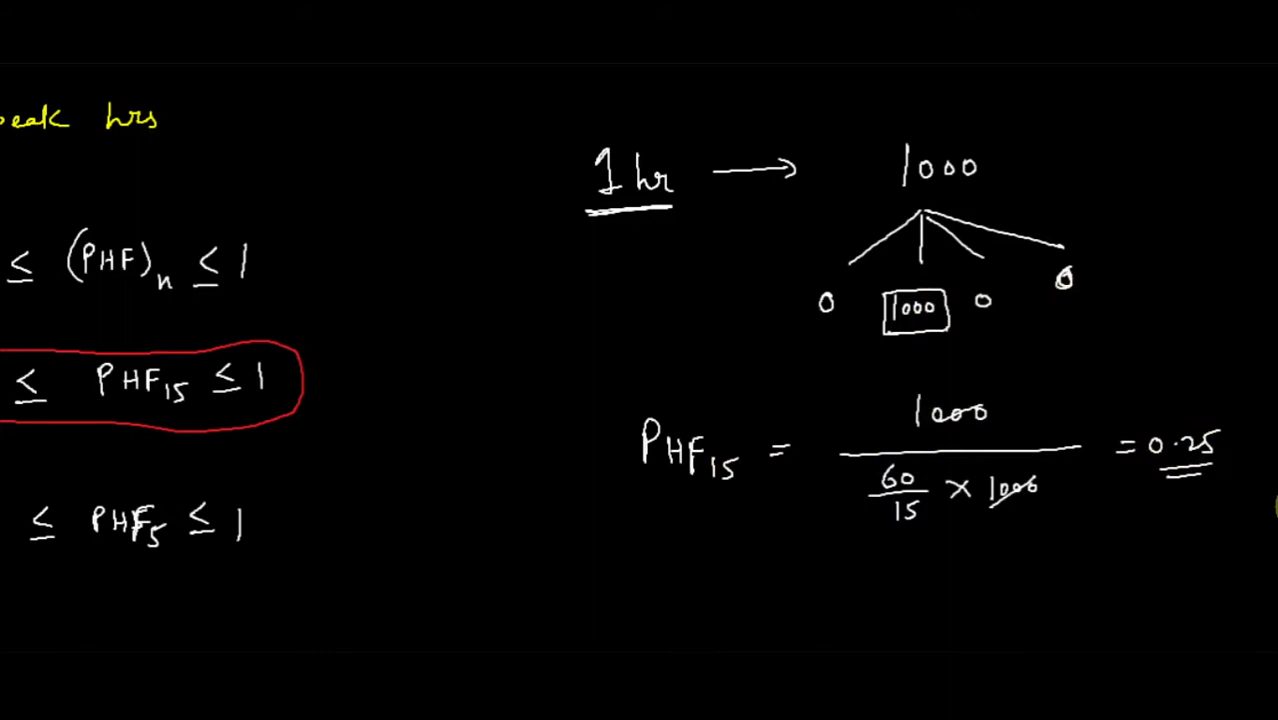 peak hrs
1 hr → 1000
≤ (PHF)n ≤ 1
0 1000 0 0
≤ PHF15 ≤ 1
PHF15 = 1000 / (60/15 × 1000) = 0.25
≤ PHF5 ≤ 1